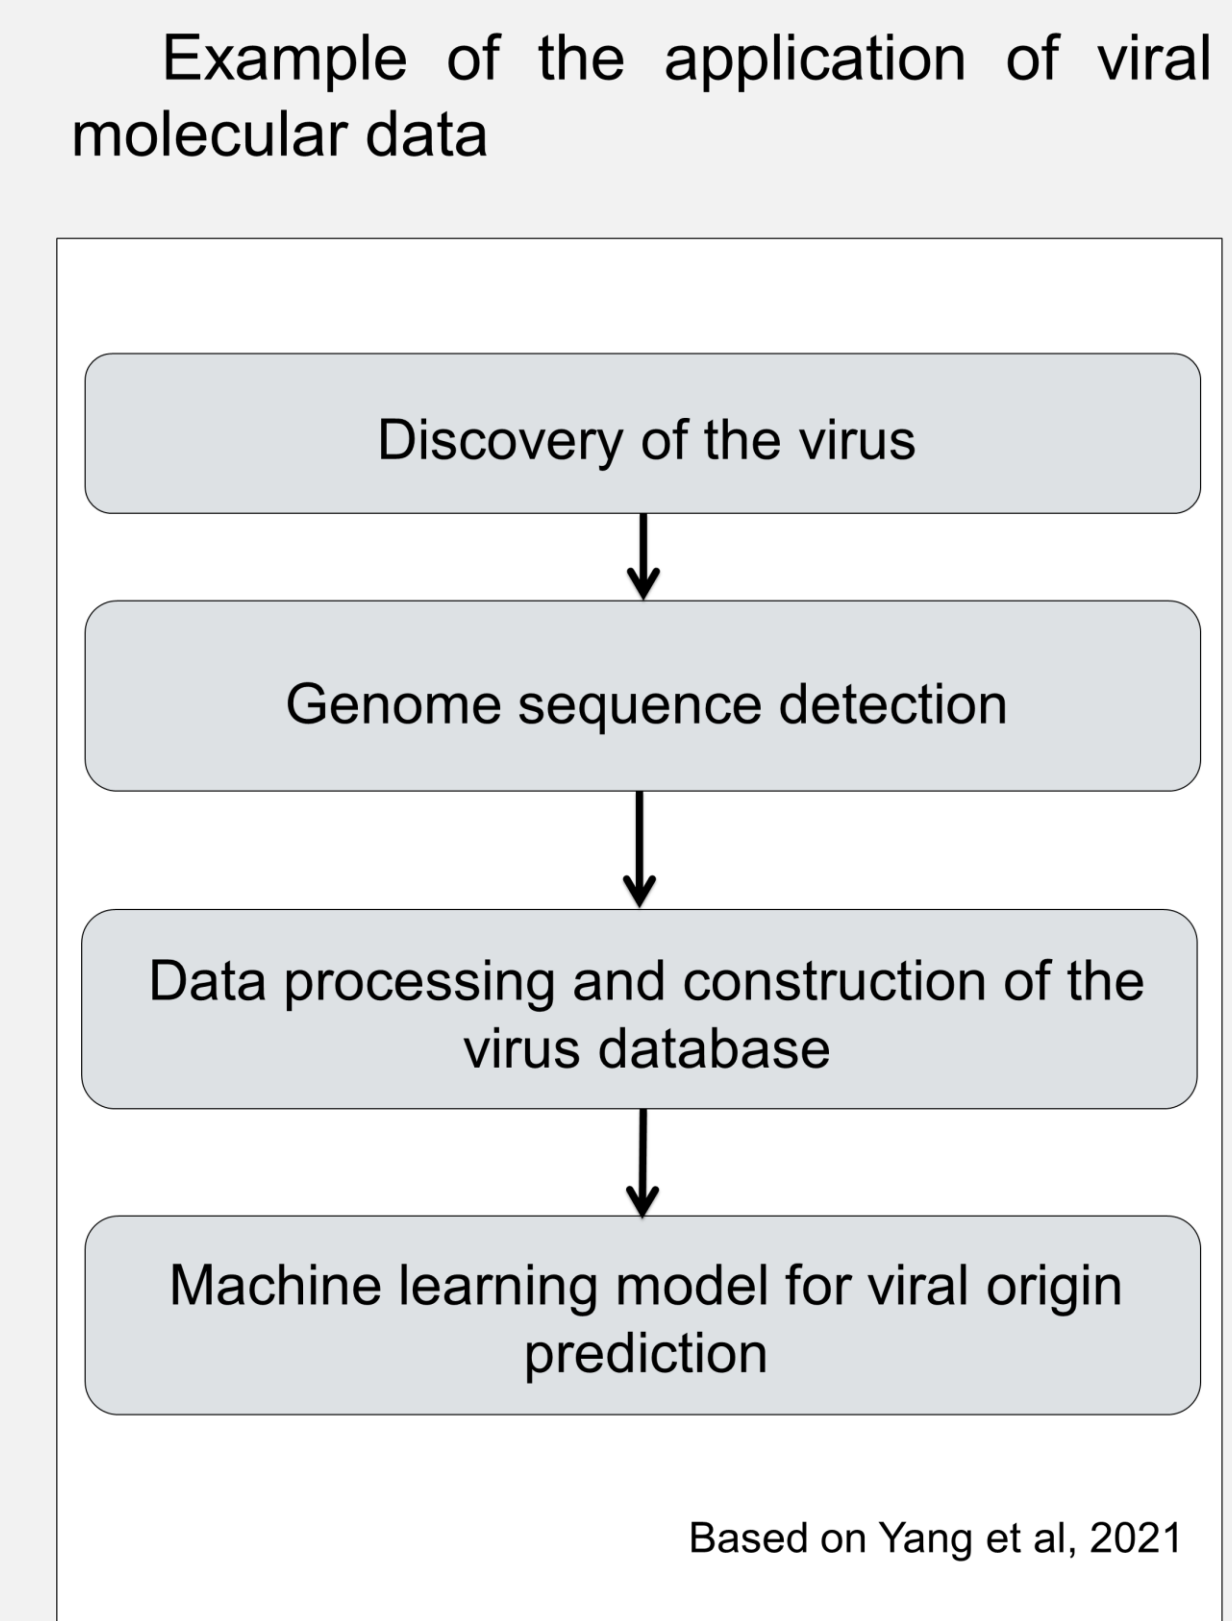 Example of the application of viral
molecular data
Discovery of the virus
Genome sequence detection
Data processing and construction of the
virus database
Machine learning model for viral origin
prediction
Based on Yang et al, 2021